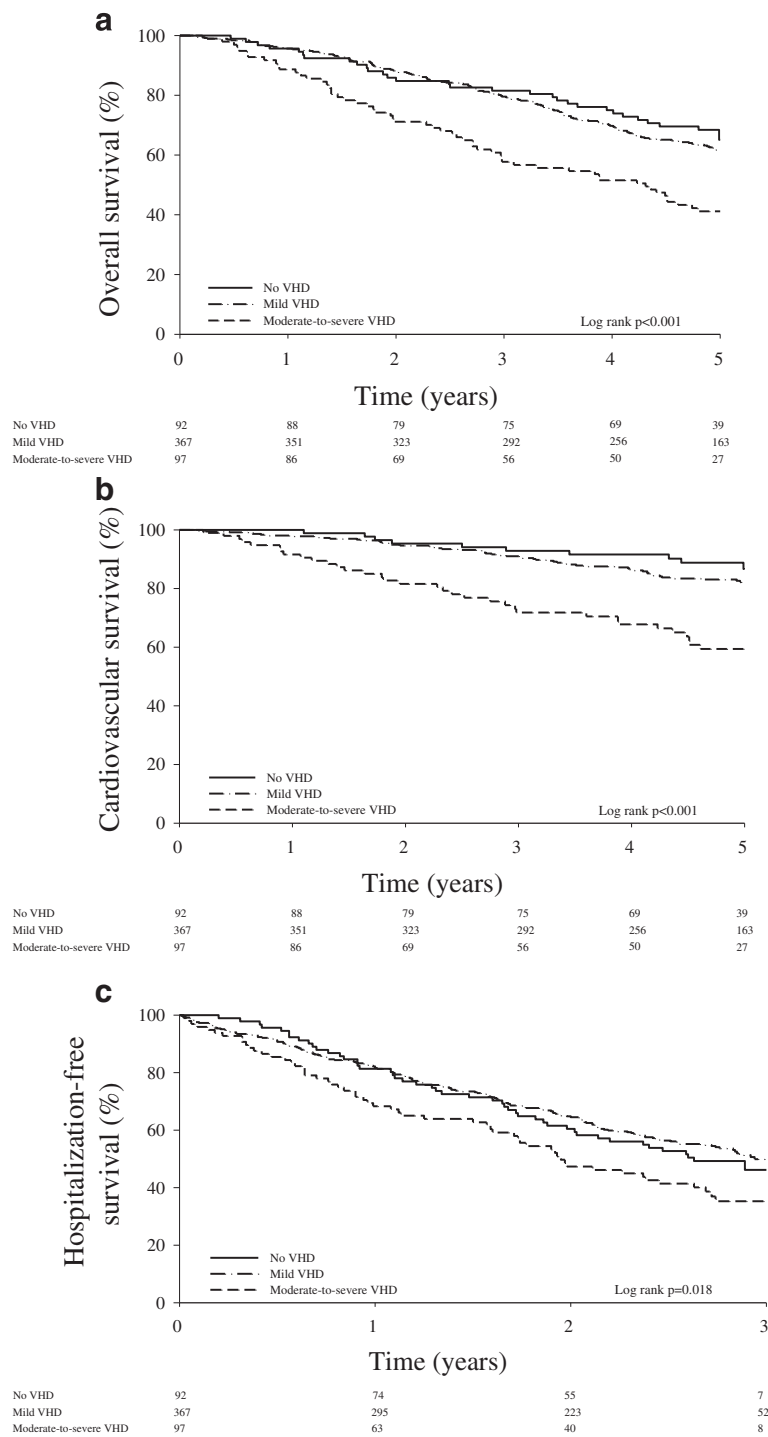 a
Overall survival (%)
100
80
60
40
20
0
No VHD
Mild VHD
Moderate-to-severe VHD
Log rank p<0.001
0 1 2 3 4 5
Time (years)
No VHD 92 88 79 75 69 39
Mild VHD 367 351 323 292 256 163
Moderate-to-severe VHD 97 86 69 56 50 27
b
Cardiovascular survival (%)
100
80
60
40
20
0
No VHD
Mild VHD
Moderate-to-severe VHD
Log rank p<0.001
0 1 2 3 4 5
Time (years)
No VHD 92 88 79 75 69 39
Mild VHD 367 351 323 292 256 163
Moderate-to-severe VHD 97 86 69 56 50 27
c
Hospitalization-free
survival (%)
100
80
60
40
20
0
No VHD
Mild VHD
Moderate-to-severe VHD
Log rank p=0.018
0 1 2 3
Time (years)
No VHD 92 74 55 7
Mild VHD 367 295 223 52
Moderate-to-severe VHD 97 63 40 8